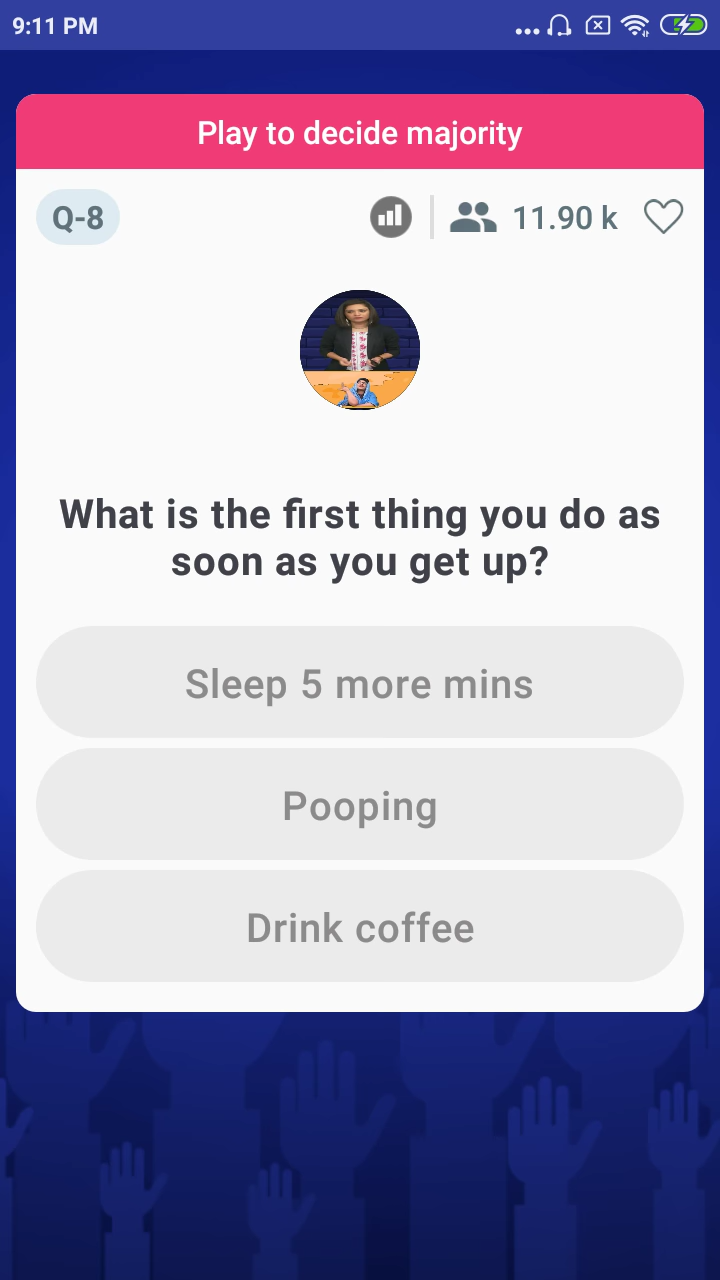 9:11 PM
Play to decide majority
Q-8
11.90 k
What is the first thing you do as
soon as you get up?
Sleep 5 more mins
Pooping
Drink coffee